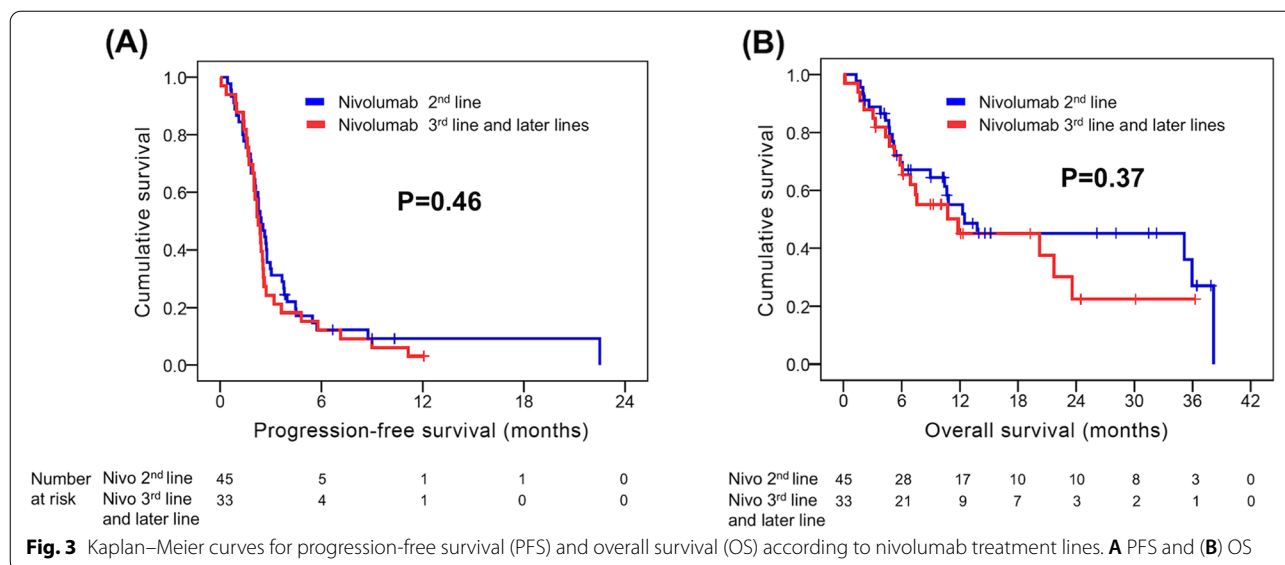 (A)
Cumulative survival
1.0
0.8
0.6
0.4
0.2
0.0
Nivolumab 2nd line
Nivolumab 3rd line and later lines
P=0.46
0 6 12 18 24
Progression-free survival (months)
Number at risk
Nivo 2nd line 45 5 1 1 0
Nivo 3rd line and later line 33 4 1 0 0
(B)
Cumulative survival
1.0
0.8
0.6
0.4
0.2
0.0
Nivolumab 2nd line
Nivolumab 3rd line and later lines
P=0.37
0 6 12 18 24 30 36 42
Overall survival (months)
Nivo 2nd line 45 28 17 10 10 8 3 0
Nivo 3rd line and later line 33 21 9 7 3 2 1 0
Fig. 3 Kaplan–Meier curves for progression-free survival (PFS) and overall survival (OS) according to nivolumab treatment lines. A PFS and (B) OS